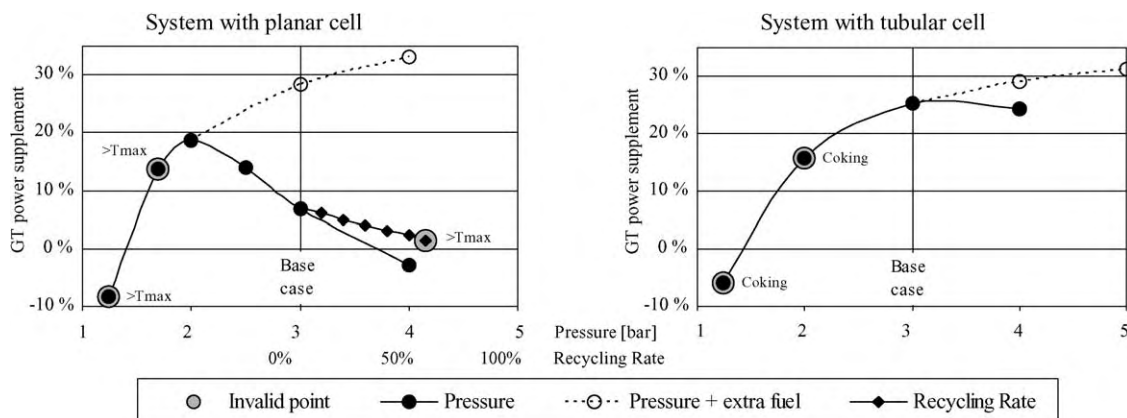 System with planar cell
System with tubular cell
GT power supplement
30 %
20 %
10 %
0 %
-10 %
>Tmax
>Tmax
>Tmax
Base
case
1 2 3 4 5
0% 50% 100%
Pressure [bar]
Recycling Rate
GT power supplement
30 %
20 %
10 %
0 %
-10 %
Coking
Coking
Base
case
1 2 3 4 5
Invalid point Pressure Pressure + extra fuel Recycling Rate